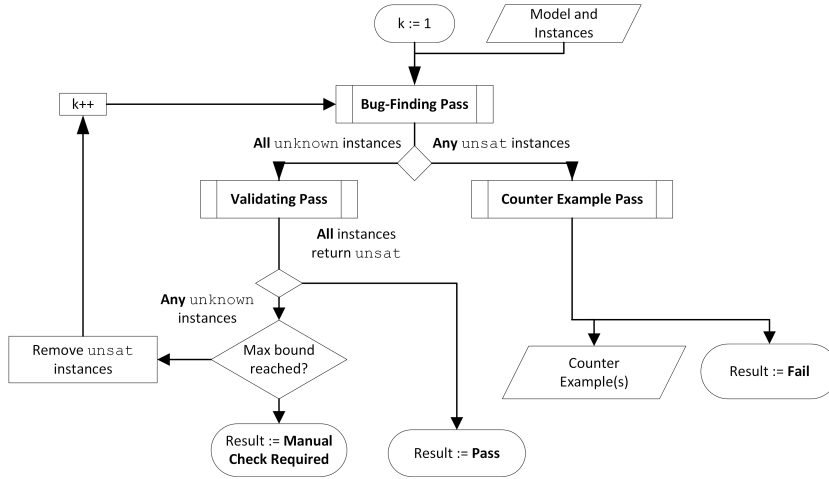 k := 1
Model and
Instances
k++
Bug-Finding Pass
All unknown instances
Any unsat instances
Validating Pass
Counter Example Pass
All instances
return unsat
Any unknown
instances
Remove unsat
instances
Max bound
reached?
Counter
Example(s)
Result := Fail
Result := Manual
Check Required
Result := Pass